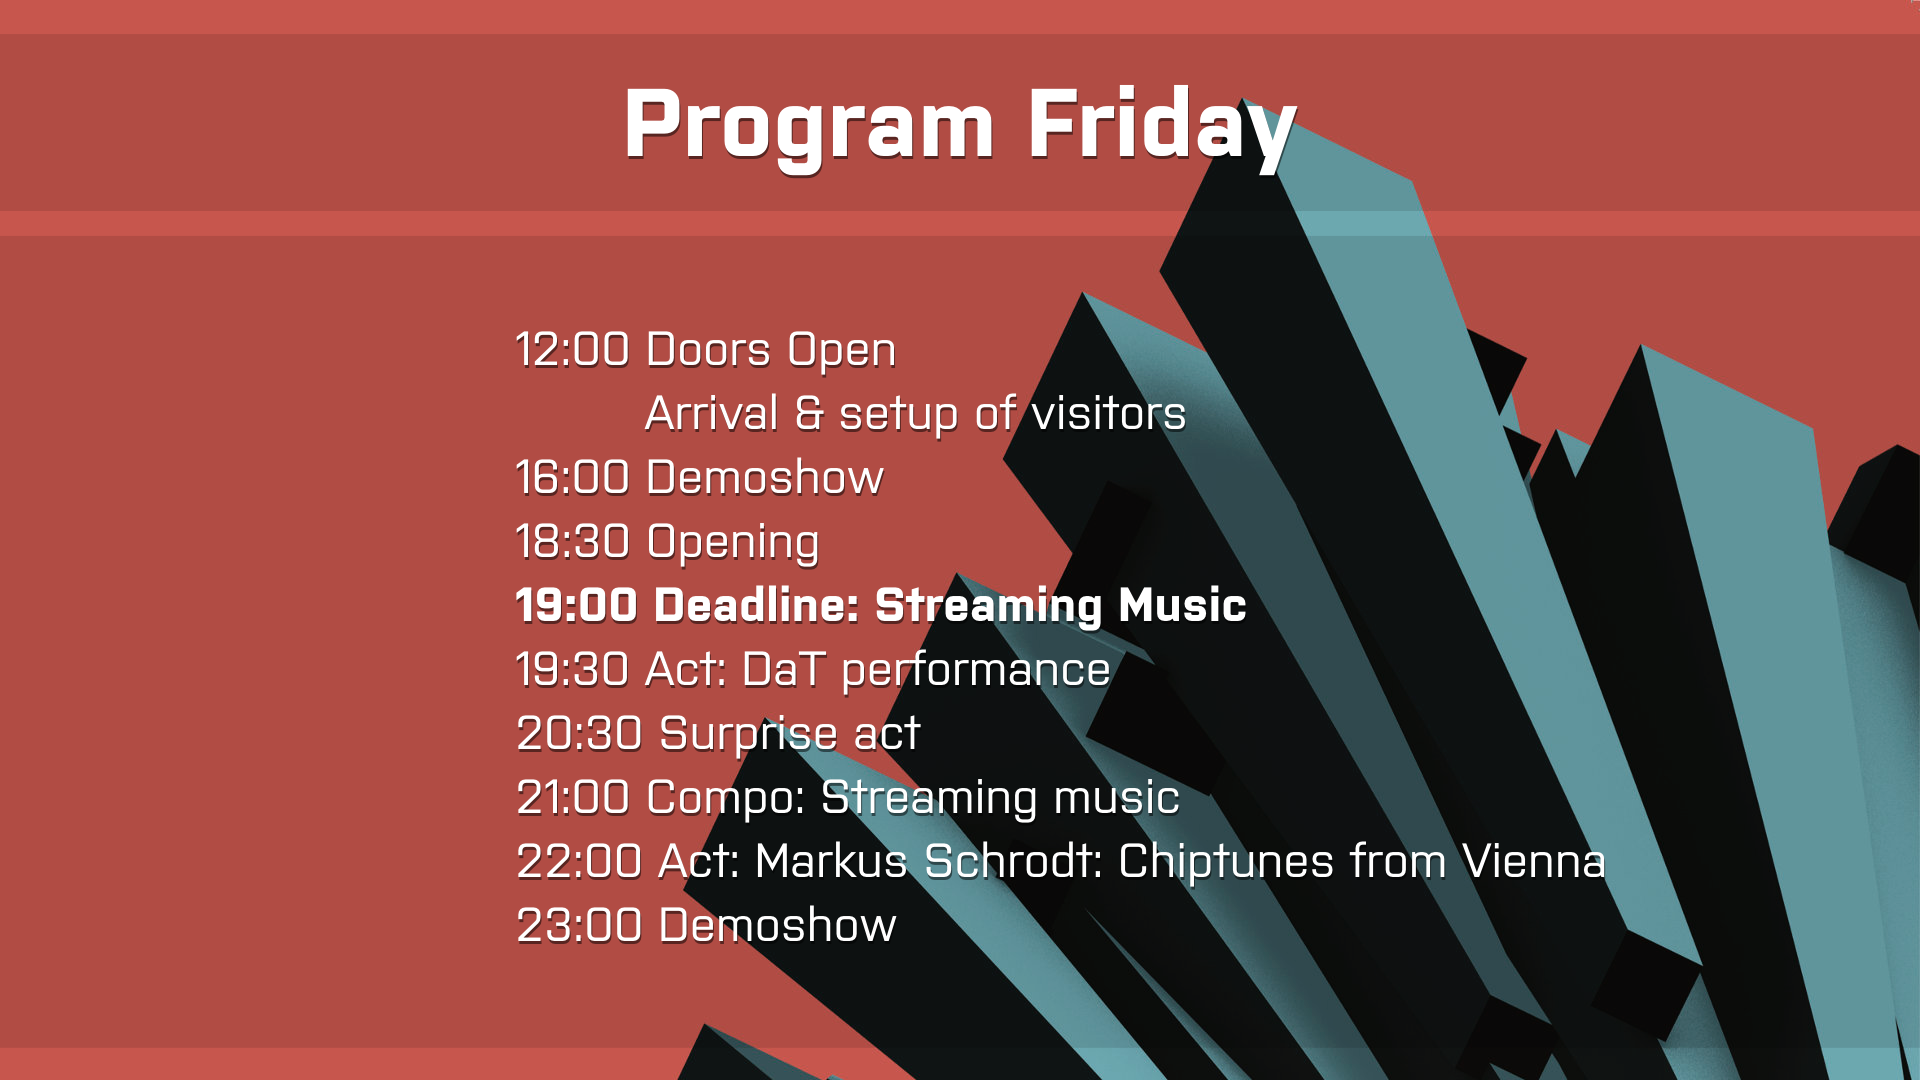 Program Friday
12:00 Doors Open
Arrival & setup of visitors
16:00 Demoshow
18:30 Opening
19:00 Deadline: Streaming Music
19:30 Act: DaT performance
20:30 Surprise act
21:00 Compo: Streaming music
22:00 Act: Markus Schrodt: Chiptunes from Vienna
23:00 Demoshow